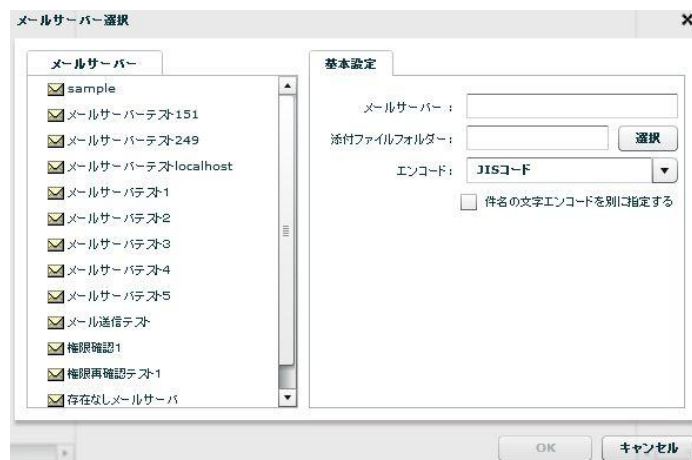 メールサーバー選択
メールサーバー
sample
メールサーバーテスト151
メールサーバーテスト249
メールサーバーテストlocalhost
メールサーバテスト1
メールサーバテスト2
メールサーバテスト3
メールサーバテスト4
メールサーバテスト5
メール送信テスト
権限確認1
権限再確認テスト1
存在なしメールサーバ
基本設定
メールサーバー :
添付ファイルフォルダー :
選択
エンコード :
JISコード
件名の文字エンコードを別に指定する
OK
キャンセル